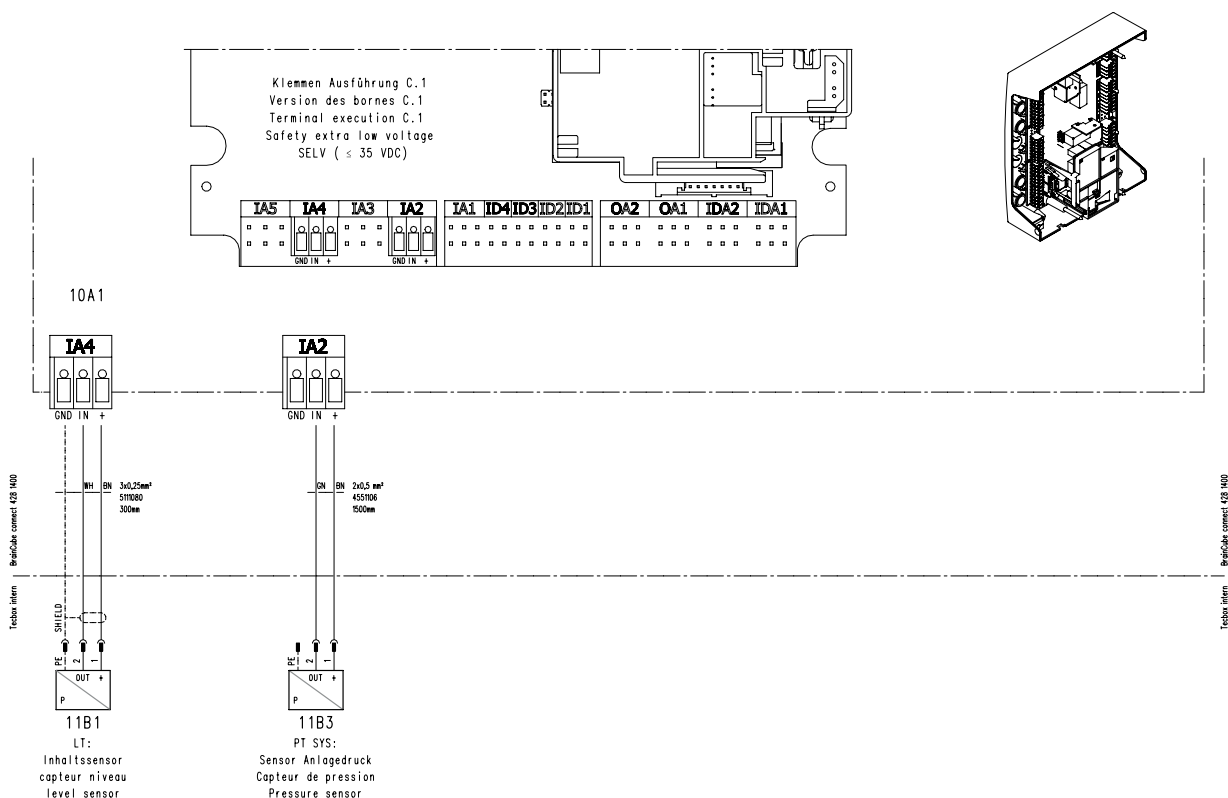 Klemmen Ausführung C.1
Version des bornes C.1
Terminal execution C.1
Safety extra low voltage
SELV ( ≤ 35 VDC)
IA5 IA4 IA3 IA2 IA1 ID4 ID3 ID2 ID1 OA2 OA1 IDA2 IDA1
GND IN + GND IN +
10A1
IA4 IA2
GND IN + GND IN +
WH BN 3x0,25mm²
5111080
300mm
GN BN 2x0,5 mm²
4551106
1500mm
BrainCube connect 428 1400
Tecbox intern
BrainCube connect 428 1400
Tecbox intern
SHIELD
PE 2 1
OUT +
P
11B1
LT:
Inhaltssensor
capteur niveau
level sensor
PE 2 1
OUT +
P
11B3
PT SYS:
Sensor Anlagedruck
Capteur de pression
Pressure sensor